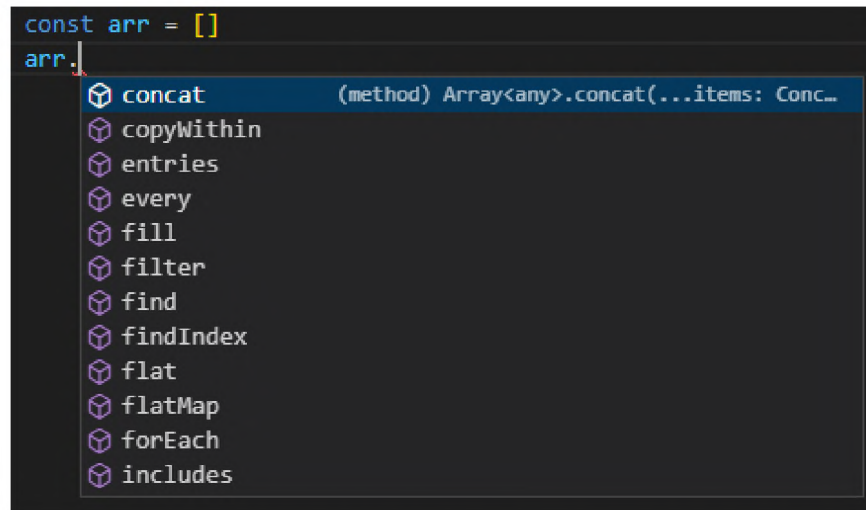 const arr = []
arr.
concat (method) Array<any>.concat(...items: Conc…
copyWithin
entries
every
fill
filter
find
findIndex
flat
flatMap
forEach
includes